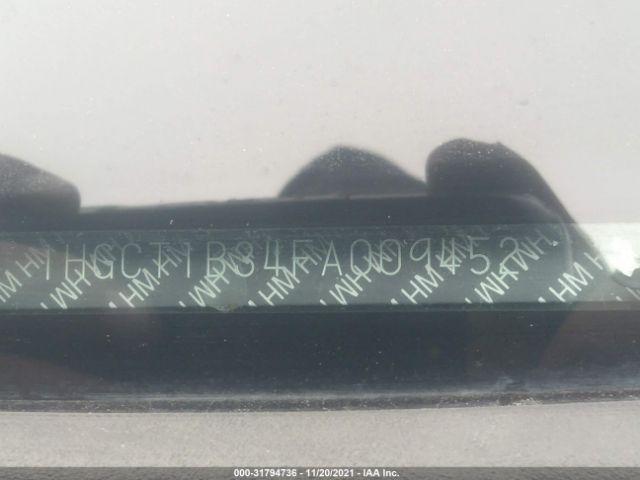 1HGCT1B34FA009452
000-31794736 - 11/20/2021 - IAA Inc.